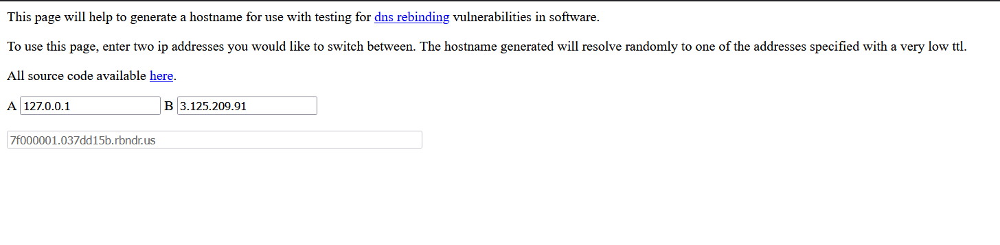 This page will help to generate a hostname for use with testing for dns rebinding vulnerabilities in software.
To use this page, enter two ip addresses you would like to switch between. The hostname generated will resolve randomly to one of the addresses specified with a very low ttl.
All source code available here.
A 127.0.0.1 B 3.125.209.91
7f000001.037dd15b.rbndr.us